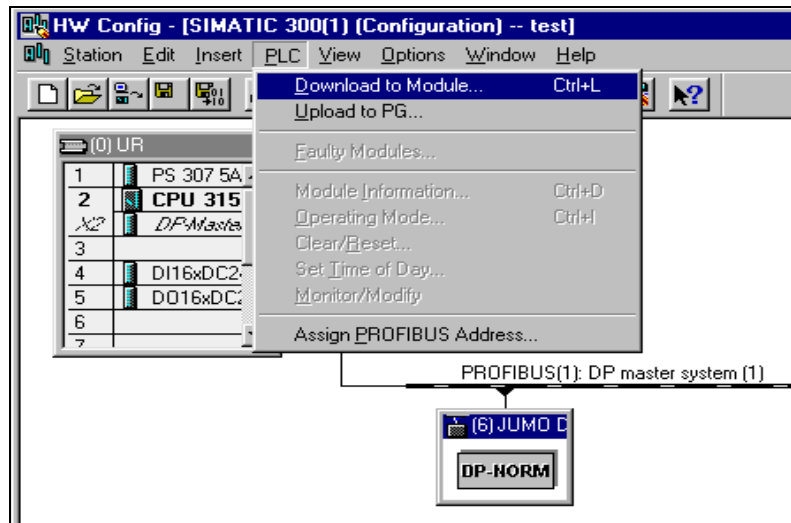 HW Config - [SIMATIC 300(1) (Configuration) -- test]
Station Edit Insert PLC View Options Window Help
Download to Module... Ctrl+L
Upload to PG...
Faulty Modules...
Module Information... Ctrl+D
Operating Mode... Ctrl+I
Clear/Reset...
Set Time of Day...
Monitor/Modify
Assign PROFIBUS Address...
(0) UR
1 PS 307 5A
2 CPU 315
X2 DP-Maste
3
4 DI16xDC2
5 DO16xDC2
6
7
PROFIBUS(1): DP master system (1)
(6) JUMO D
DP-NORM